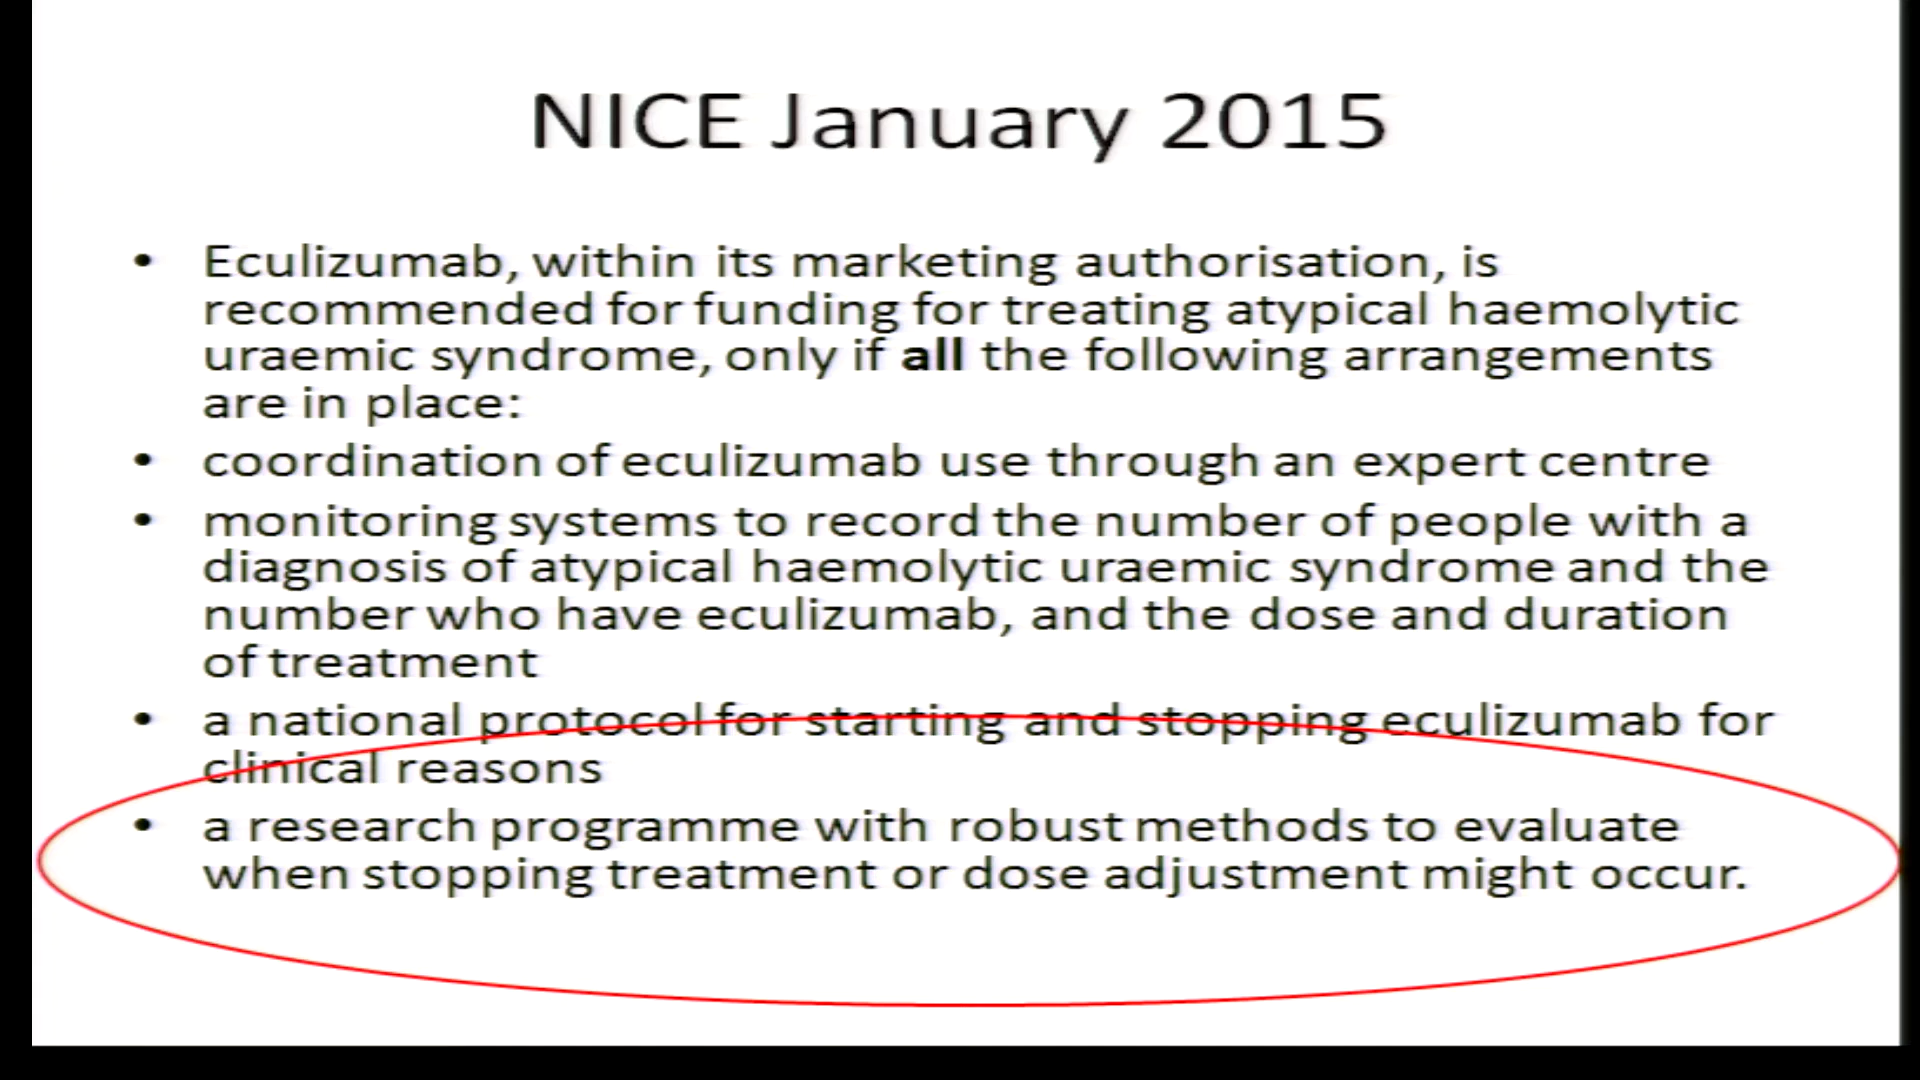 NICE January 2015
• Eculizumab, within its marketing authorisation, is
recommended for funding for treating atypical haemolytic
uraemic syndrome, only if all the following arrangements
are in place:
• coordination of eculizumab use through an expert centre
• monitoring systems to record the number of people with a
diagnosis of atypical haemolytic uraemic syndrome and the
number who have eculizumab, and the dose and duration
of treatment
• a national protocol for starting and stopping eculizumab for
clinical reasons
• a research programme with robust methods to evaluate
when stopping treatment or dose adjustment might occur.